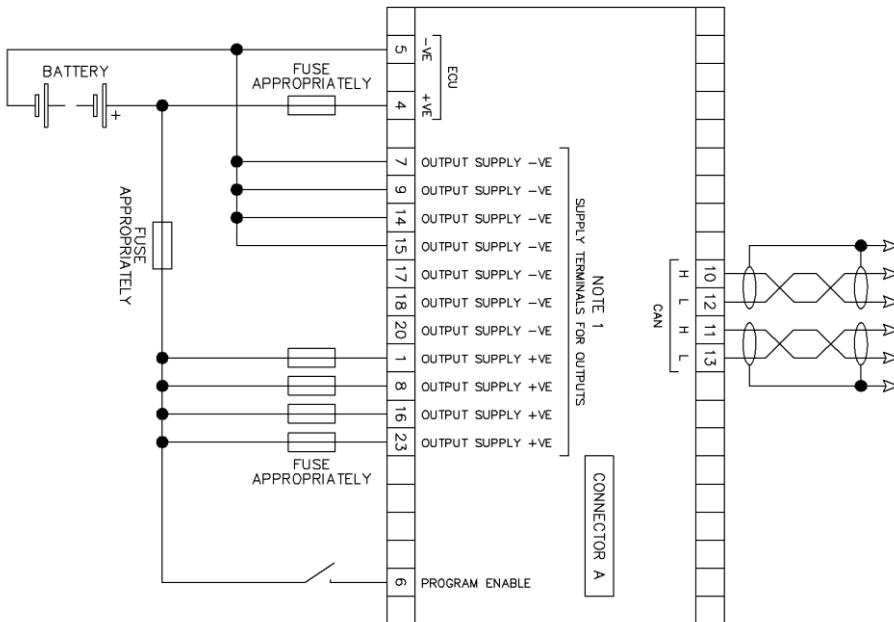 BATTERY
+
FUSE
APPROPRIATELY
FUSE
APPROPRIATELY
5 -VE
4 +VE
ECU
7 OUTPUT SUPPLY -VE
9 OUTPUT SUPPLY -VE
14 OUTPUT SUPPLY -VE
15 OUTPUT SUPPLY -VE
17 OUTPUT SUPPLY -VE
18 OUTPUT SUPPLY -VE
20 OUTPUT SUPPLY -VE
1 OUTPUT SUPPLY +VE
8 OUTPUT SUPPLY +VE
16 OUTPUT SUPPLY +VE
23 OUTPUT SUPPLY +VE
FUSE
APPROPRIATELY
6 PROGRAM ENABLE
NOTE 1
SUPPLY TERMINALS FOR OUTPUTS
CONNECTOR A
CAN
H 10
L 12
H 11
L 13